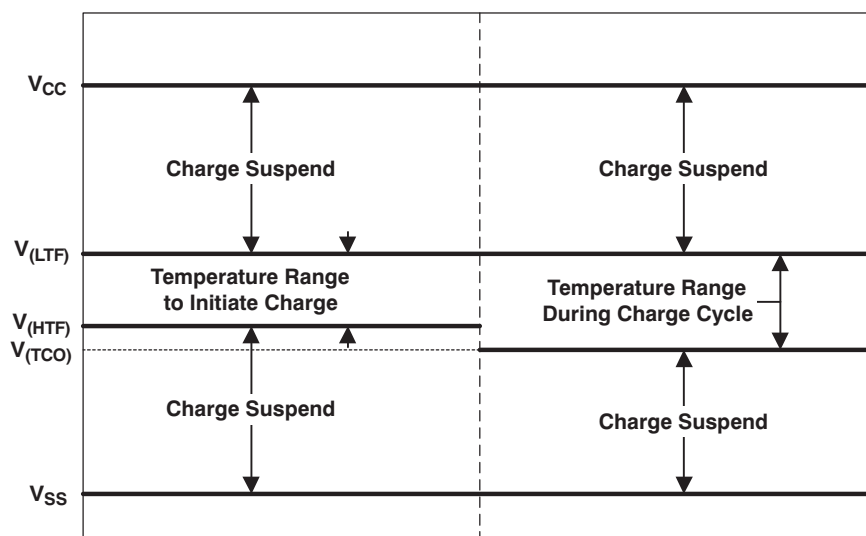 VCC
Charge Suspend
Charge Suspend
V(LTF)
Temperature Range
to Initiate Charge
Temperature Range
During Charge Cycle
V(HTF)
V(TCO)
Charge Suspend
Charge Suspend
VSS